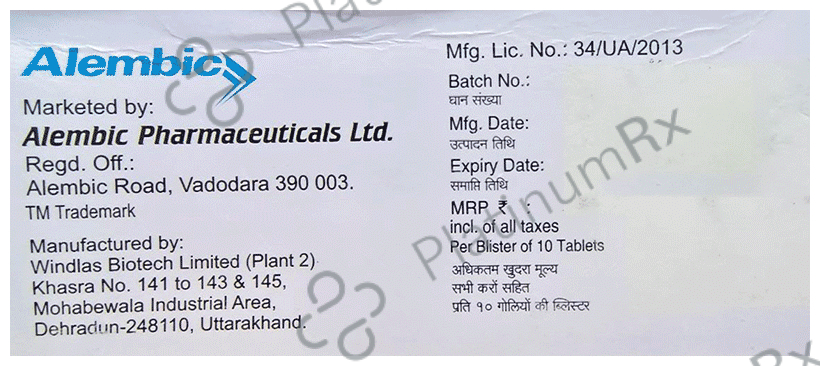 Alembic
Marketed by:
Alembic Pharmaceuticals Ltd.
Regd. Off.:
Alembic Road, Vadodara 390 003.
TM Trademark
Manufactured by:
Windlas Biotech Limited (Plant 2)
Khasra No. 141 to 143 & 145,
Mohabewala Industrial Area,
Dehradun-248110, Uttarakhand.
Mfg. Lic. No.: 34/UA/2013
Batch No.:
घान संख्या
Mfg. Date:
उत्पादन तिथि
Expiry Date:
समाप्ति तिथि
MRP ₹ :
incl. of all taxes
Per Blister of 10 Tablets
अधिकतम खुदरा मूल्य
सभी करों सहित
प्रति १० गोलियों की ब्लिस्टर
PlatinumRx
PlatinumRx
Rx